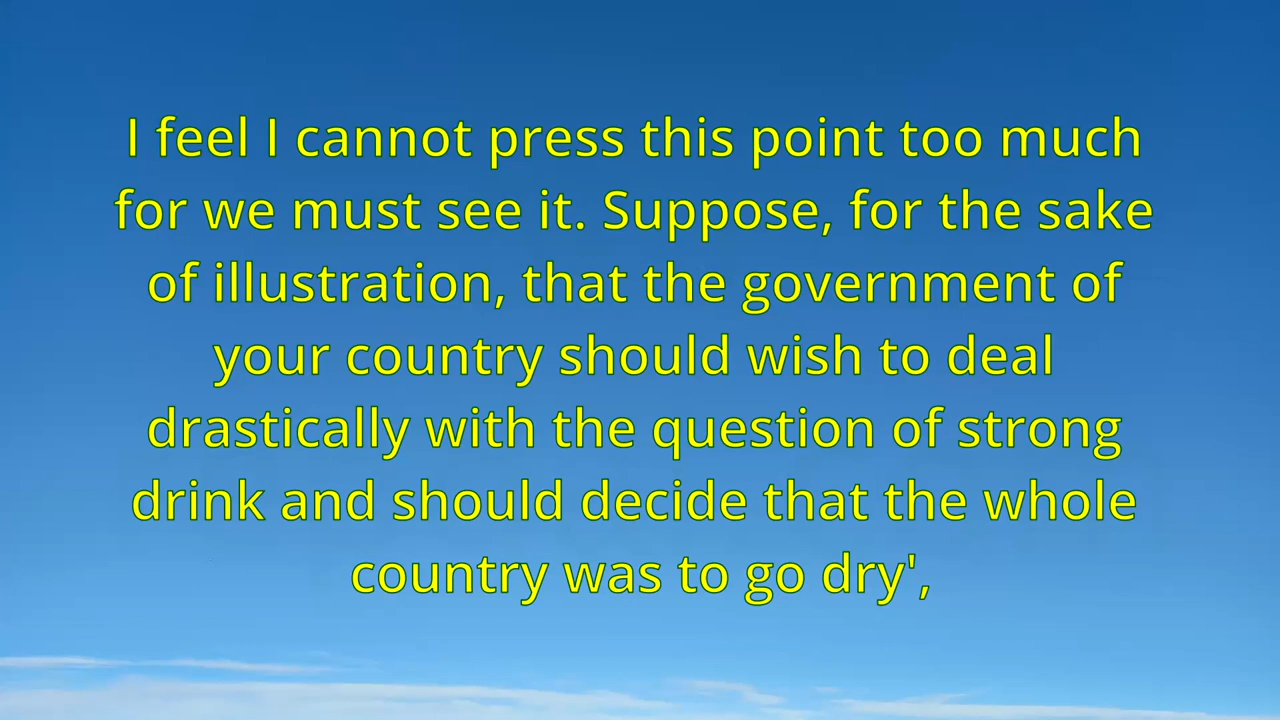 I feel I cannot press this point too much
for we must see it. Suppose, for the sake
of illustration, that the government of
your country should wish to deal
drastically with the question of strong
drink and should decide that the whole
country was to go dry',